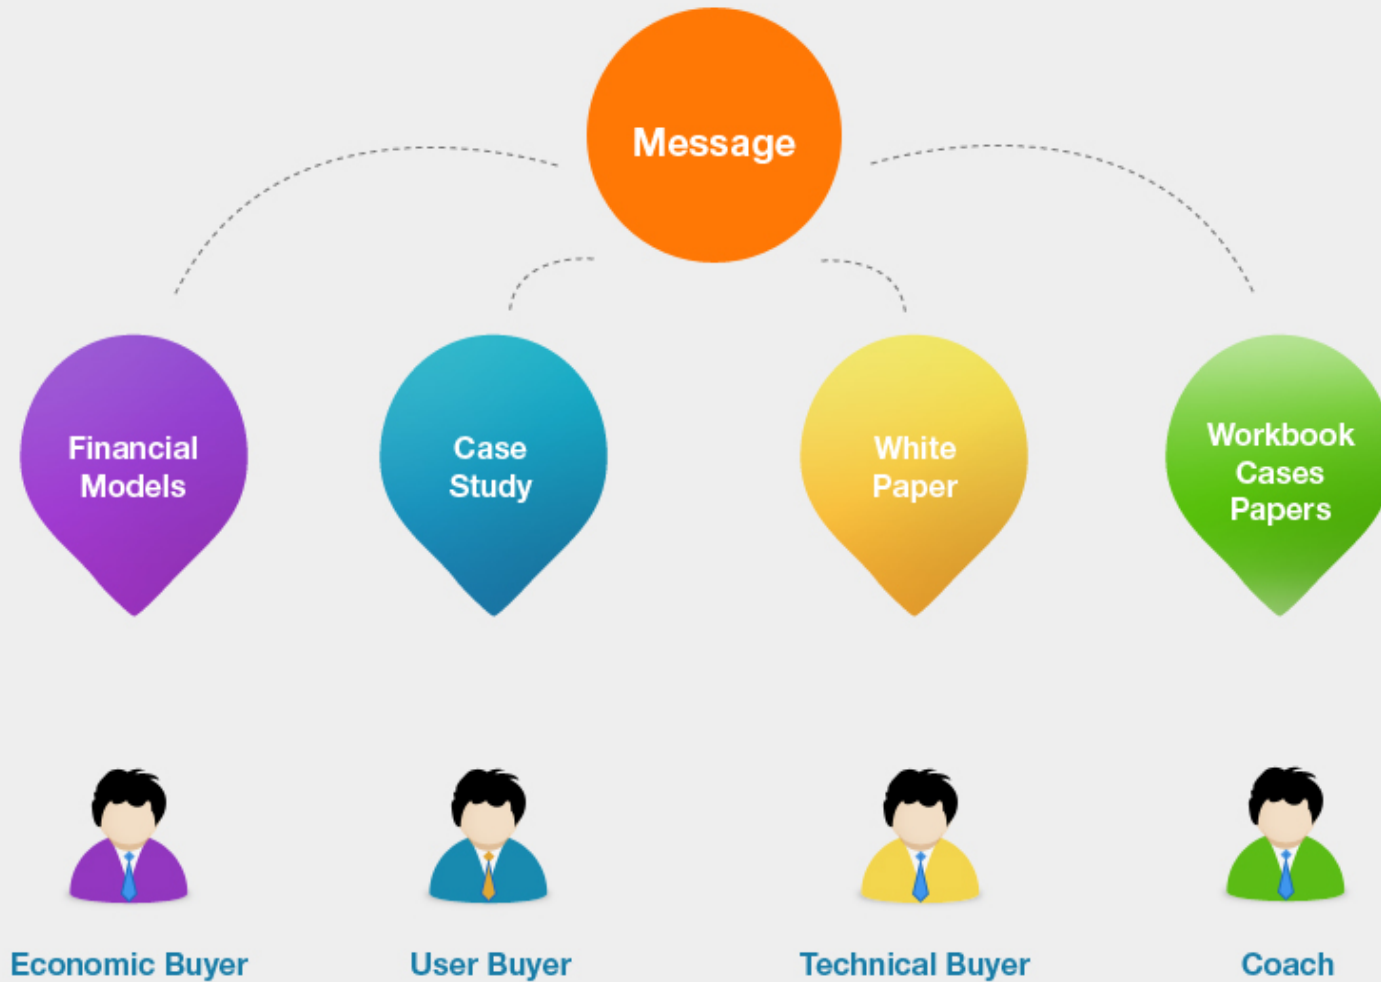 Message
Financial
Models
Case
Study
White
Paper
Workbook
Cases
Papers
Economic Buyer
User Buyer
Technical Buyer
Coach